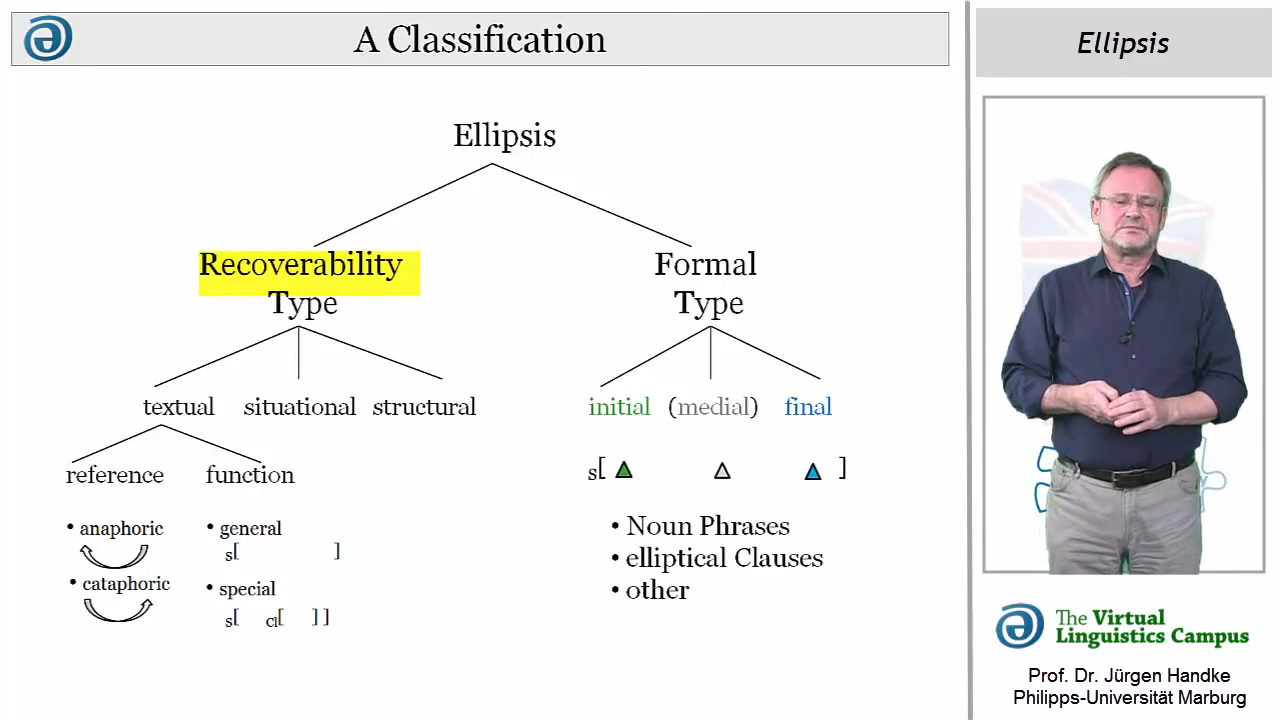 A Classification
Ellipsis
Ellipsis
Recoverability
Type
Formal
Type
textual situational structural
initial (medial) final
reference function
s[ ]
• anaphoric
• cataphoric
• general
s[ ]
• special
s[ Cl[ ] ]
• Noun Phrases
• elliptical Clauses
• other
The Virtual
Linguistics Campus
Prof. Dr. Jürgen Handke
Philipps-Universität Marburg